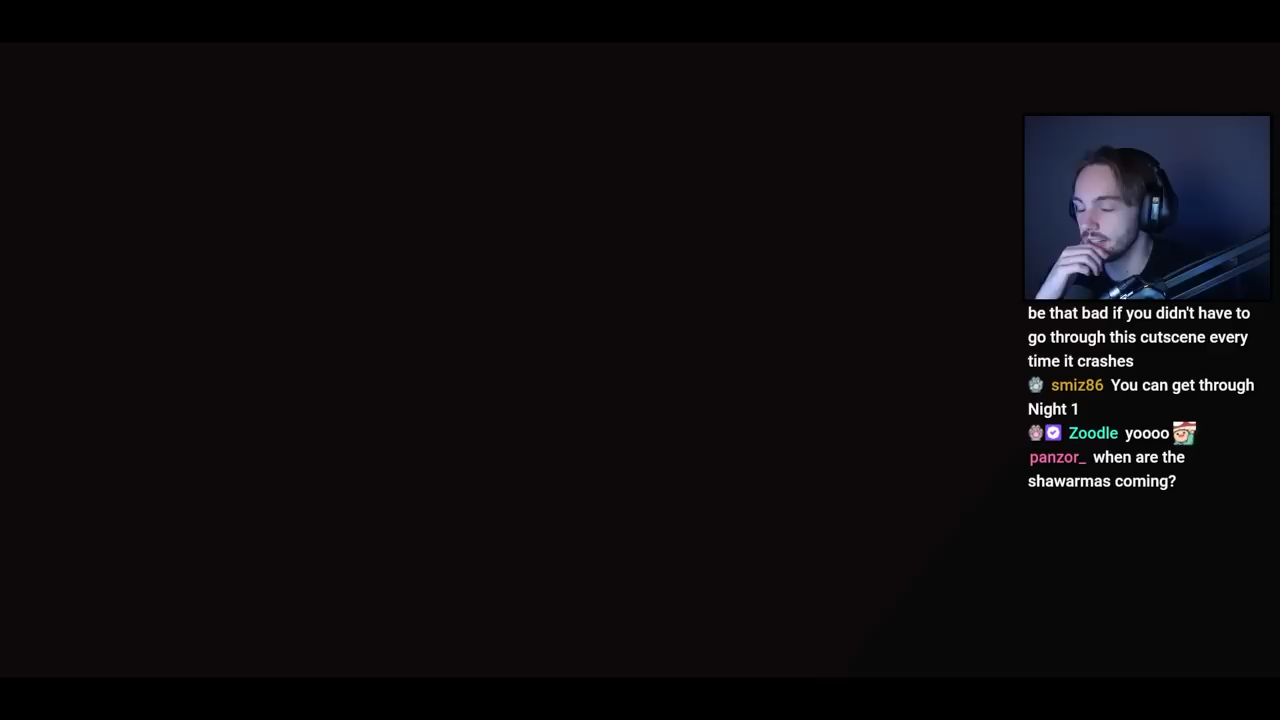 be that bad if you didn't have to
go through this cutscene every
time it crashes
smiz86 You can get through
Night 1
Zoodle yoooo
panzor_ when are the
shawarmas coming?